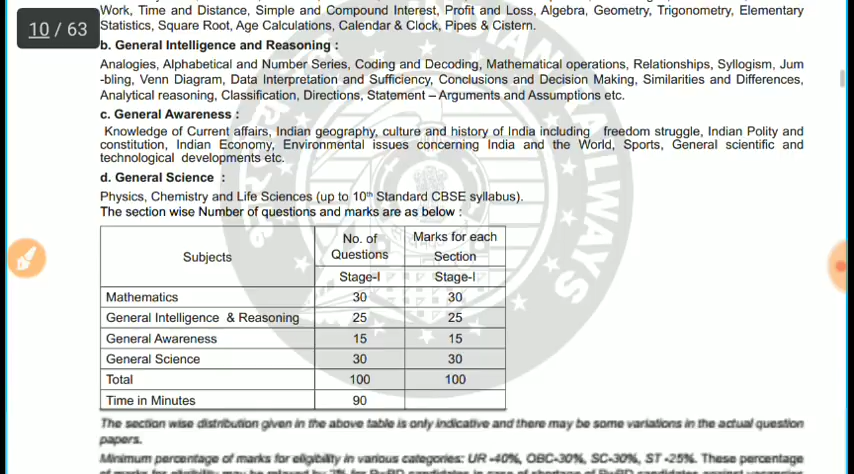 Work, Time and Distance, Simple and Compound Interest, Profit and Loss, Algebra, Geometry, Trigonometry, Elementary
10 / 63
Statistics, Square Root, Age Calculations, Calendar & Clock, Pipes & Cistern.
b. General Intelligence and Reasoning :
Analogies, Alphabetical and Number Series, Coding and Decoding, Mathematical operations, Relationships, Syllogism, Jum
-bling, Venn Diagram, Data Interpretation and Sufficiency, Conclusions and Decision Making, Similarities and Differences,
Analytical reasoning, Classification, Directions, Statement – Arguments and Assumptions etc.
c. General Awareness :
Knowledge of Current affairs, Indian geography, culture and history of India including freedom struggle, Indian Polity and
constitution, Indian Economy, Environmental issues concerning India and the World, Sports, General scientific and
technological developments etc.
d. General Science :
Physics, Chemistry and Life Sciences (up to 10th Standard CBSE syllabus).
The section wise Number of questions and marks are as below :
Subjects No. of Questions Marks for each Section
Stage-I Stage-I
Mathematics 30 30
General Intelligence & Reasoning 25 25
General Awareness 15 15
General Science 30 30
Total 100 100
Time in Minutes 90
The section wise distribution given in the above table is only indicative and there may be some variations in the actual question
papers.
Minimum percentage of marks for eligibility in various categories: UR -40%, OBC-30%, SC-30%, ST -25%. These percentage
INDIAN RAILWAYS